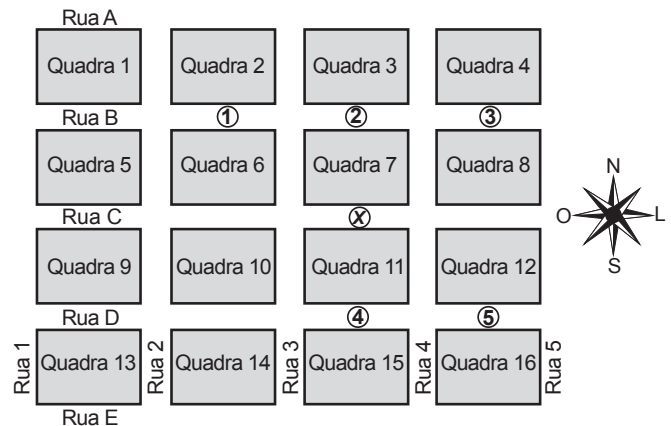 Rua A
Quadra 1 Quadra 2 Quadra 3 Quadra 4
Rua B 1 2 3
Quadra 5 Quadra 6 Quadra 7 Quadra 8
N
O L
S
Rua C x
Quadra 9 Quadra 10 Quadra 11 Quadra 12
Rua D 4 5
Rua 1 Quadra 13 Rua 2 Quadra 14 Rua 3 Quadra 15 Rua 4 Quadra 16 Rua 5
Rua E